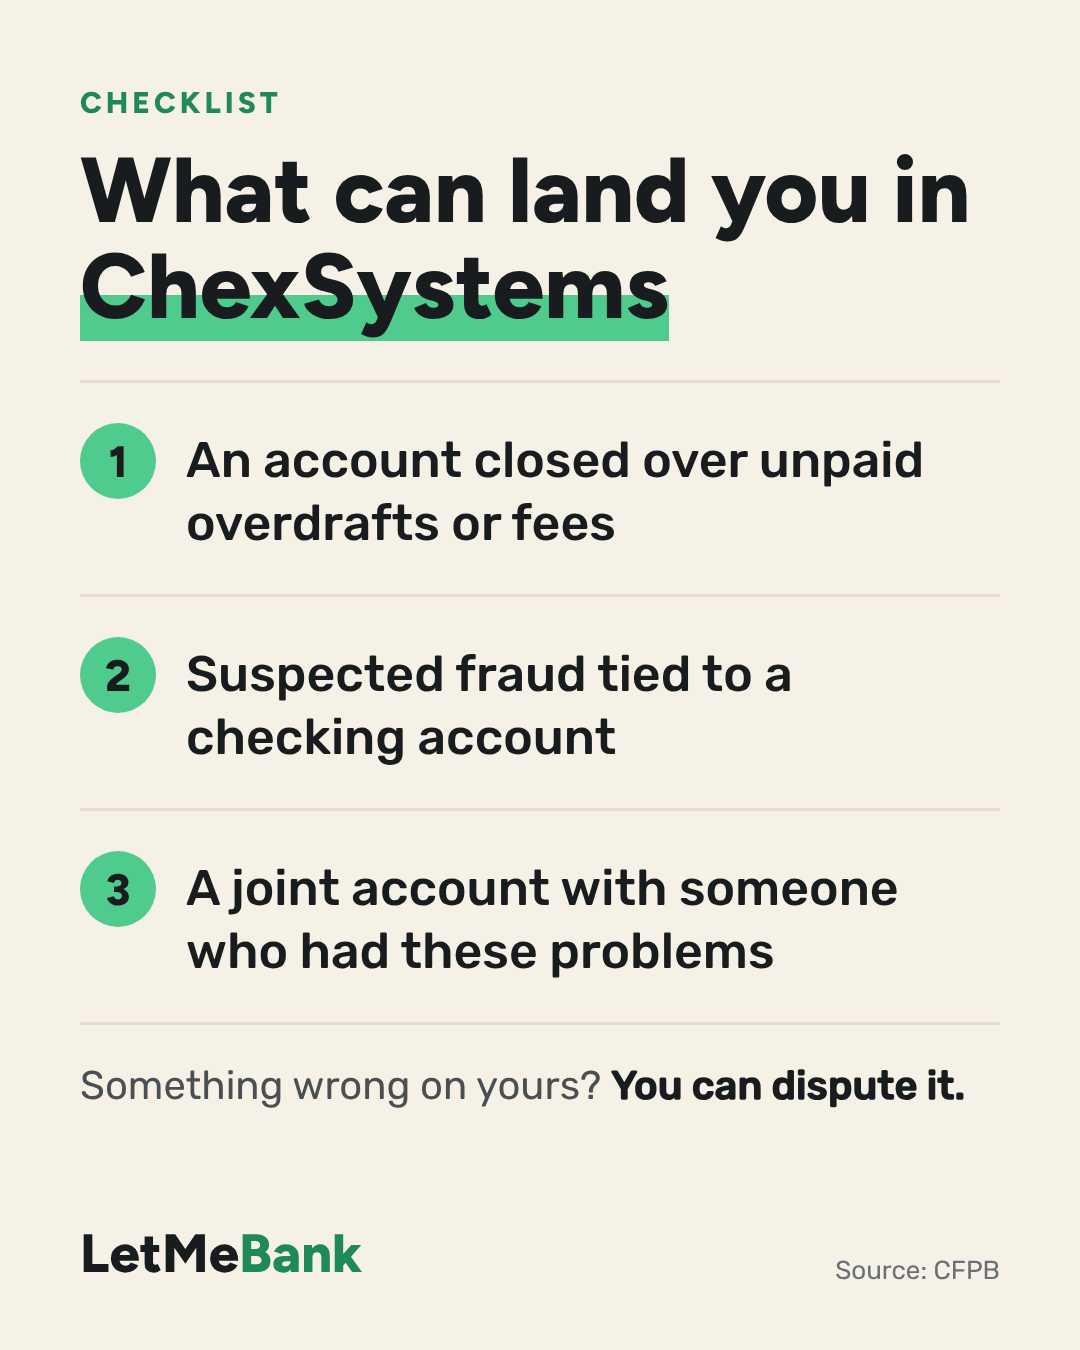 CHECKLIST
What can land you in
ChexSystems
1 An account closed over unpaid
overdrafts or fees
2 Suspected fraud tied to a
checking account
3 A joint account with someone
who had these problems
Something wrong on yours? You can dispute it.
LetMeBank
Source: CFPB